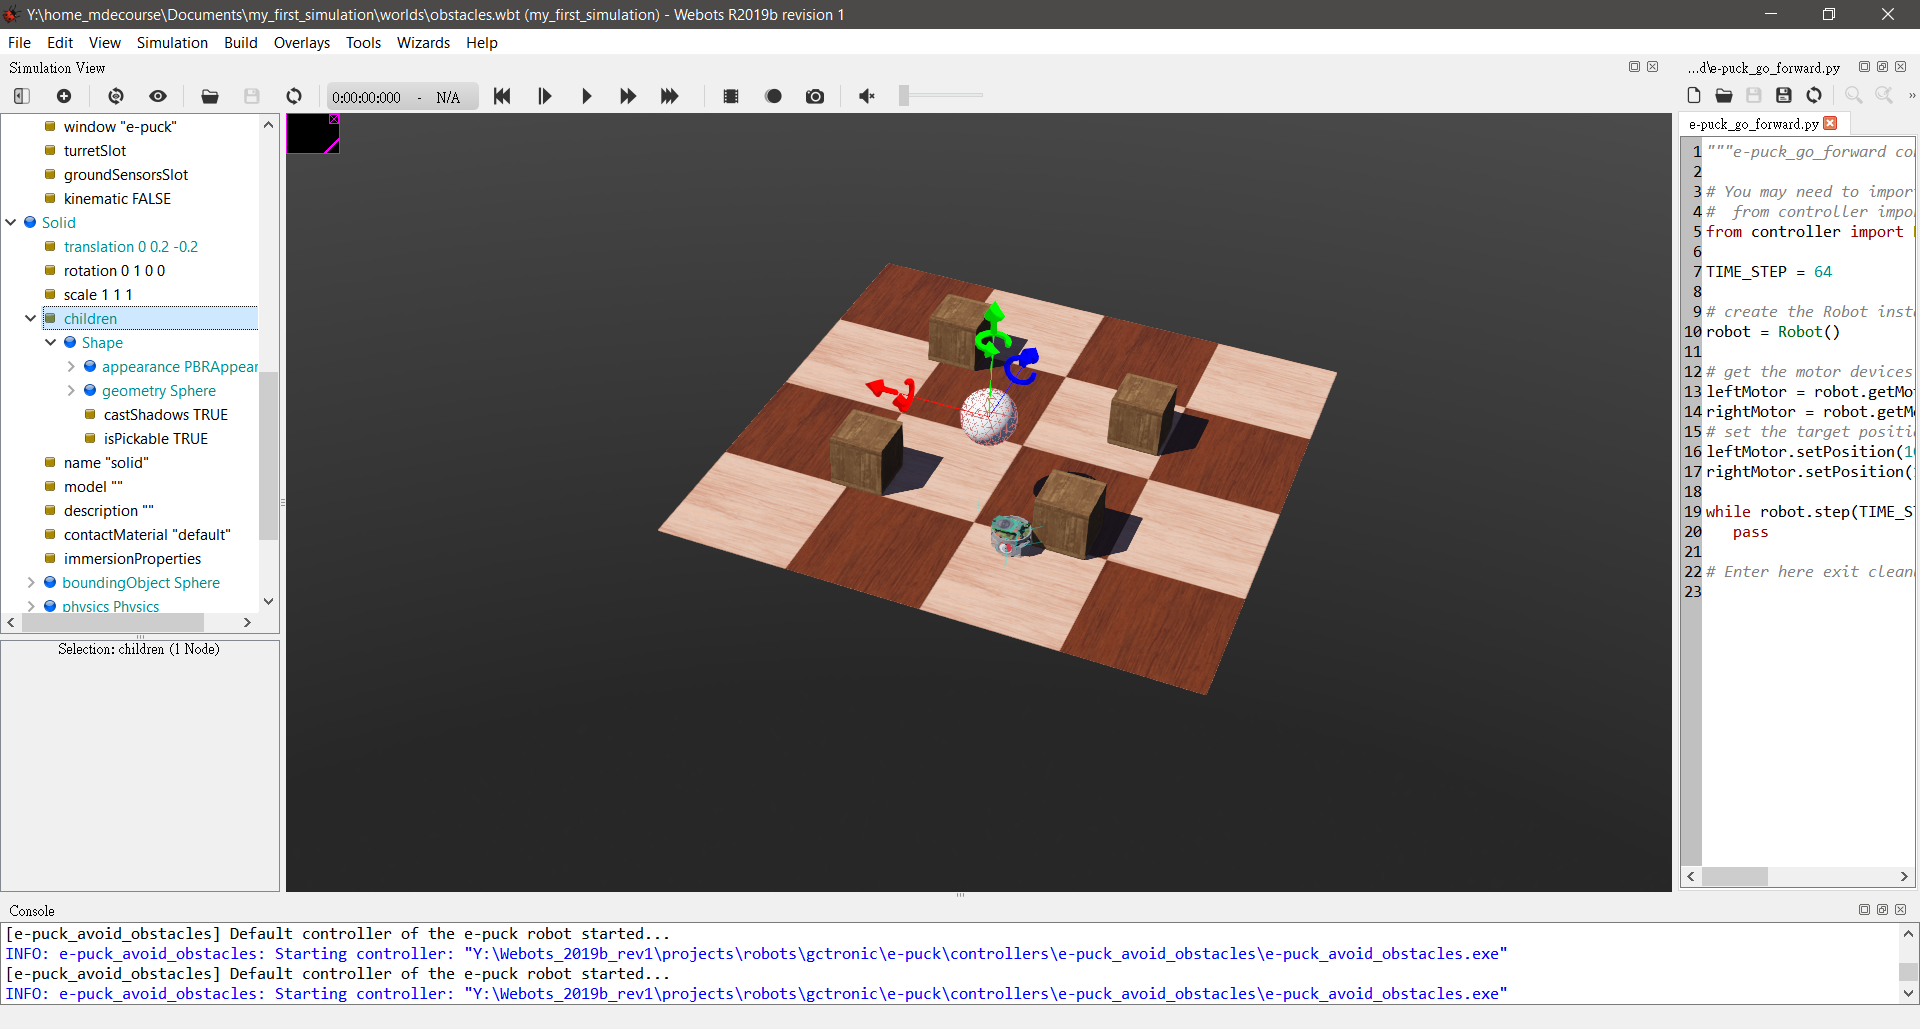 Y:\home_mdecourse\Documents\my_first_simulation\worlds\obstacles.wbt (my_first_simulation) - Webots R2019b revision 1
File Edit View Simulation Build Overlays Tools Wizards Help
Simulation View
0:00:00:000 - N/A
window "e-puck"
turretSlot
groundSensorsSlot
kinematic FALSE
Solid
translation 0 0.2 -0.2
rotation 0 1 0 0
scale 1 1 1
children
Shape
appearance PBRAppear
geometry Sphere
castShadows TRUE
isPickable TRUE
name "solid"
model ""
description ""
contactMaterial "default"
immersionProperties
boundingObject Sphere
physics Physics
Selection: children (1 Node)
...d\e-puck_go_forward.py
e-puck_go_forward.py
1 """e-puck_go_forward co
2
3 # You may need to impor
4 #  from controller impo
5 from controller import
6
7 TIME_STEP = 64
8
9 # create the Robot inst
10 robot = Robot()
11
12 # get the motor devices
13 leftMotor = robot.getMo
14 rightMotor = robot.getM
15 # set the target positi
16 leftMotor.setPosition(1
17 rightMotor.setPosition(
18
19 while robot.step(TIME_S
20    pass
21
22 # Enter here exit clean
23
Console
[e-puck_avoid_obstacles] Default controller of the e-puck robot started...
INFO: e-puck_avoid_obstacles: Starting controller: "Y:\Webots_2019b_rev1\projects\robots\gctronic\e-puck\controllers\e-puck_avoid_obstacles\e-puck_avoid_obstacles.exe"
[e-puck_avoid_obstacles] Default controller of the e-puck robot started...
INFO: e-puck_avoid_obstacles: Starting controller: "Y:\Webots_2019b_rev1\projects\robots\gctronic\e-puck\controllers\e-puck_avoid_obstacles\e-puck_avoid_obstacles.exe"